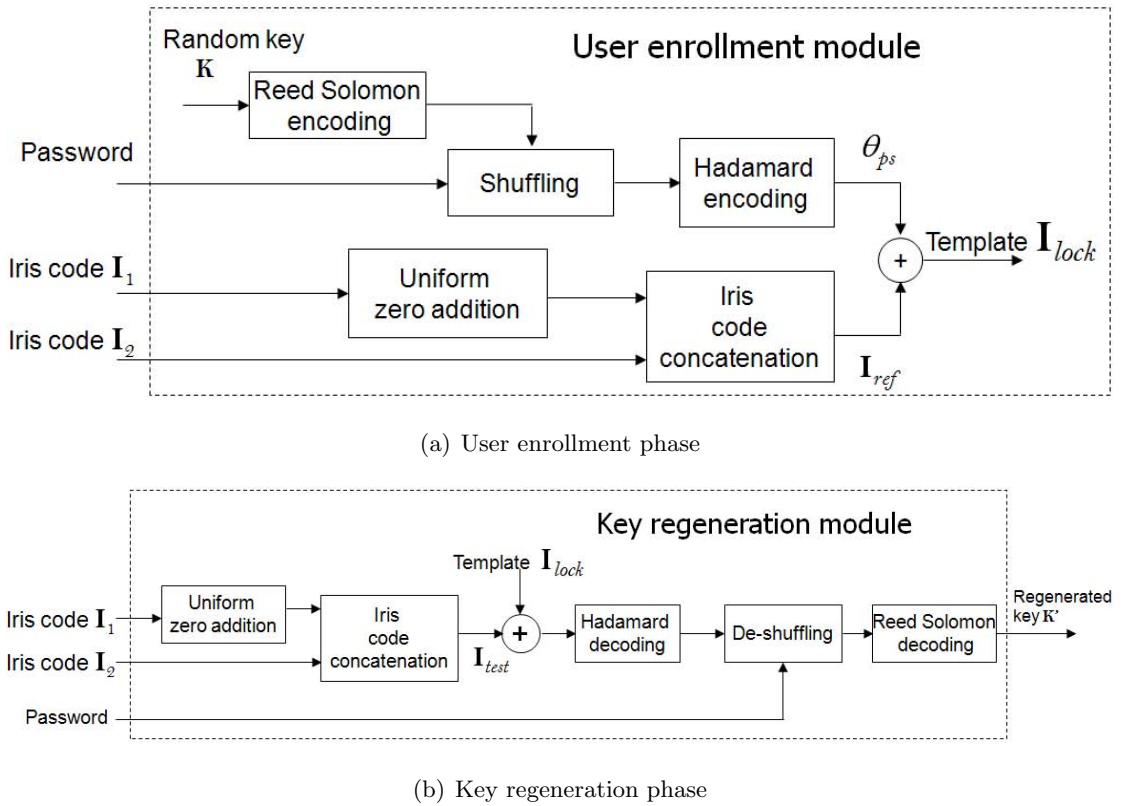 User enrollment module
Random key
K
Reed Solomon
encoding
Password
Shuffling
Hadamard
encoding
θps
Template Ilock
+
Iris code I1
Uniform
zero addition
Iris
code
concatenation
Iris code I2
Iref
(a) User enrollment phase
Key regeneration module
Template Ilock
Iris code I1
Uniform
zero addition
Iris
code
concatenation
+
Hadamard
decoding
De-shuffling
Reed Solomon
decoding
Regenerated
key K'
Iris code I2
Itest
Password
(b) Key regeneration phase